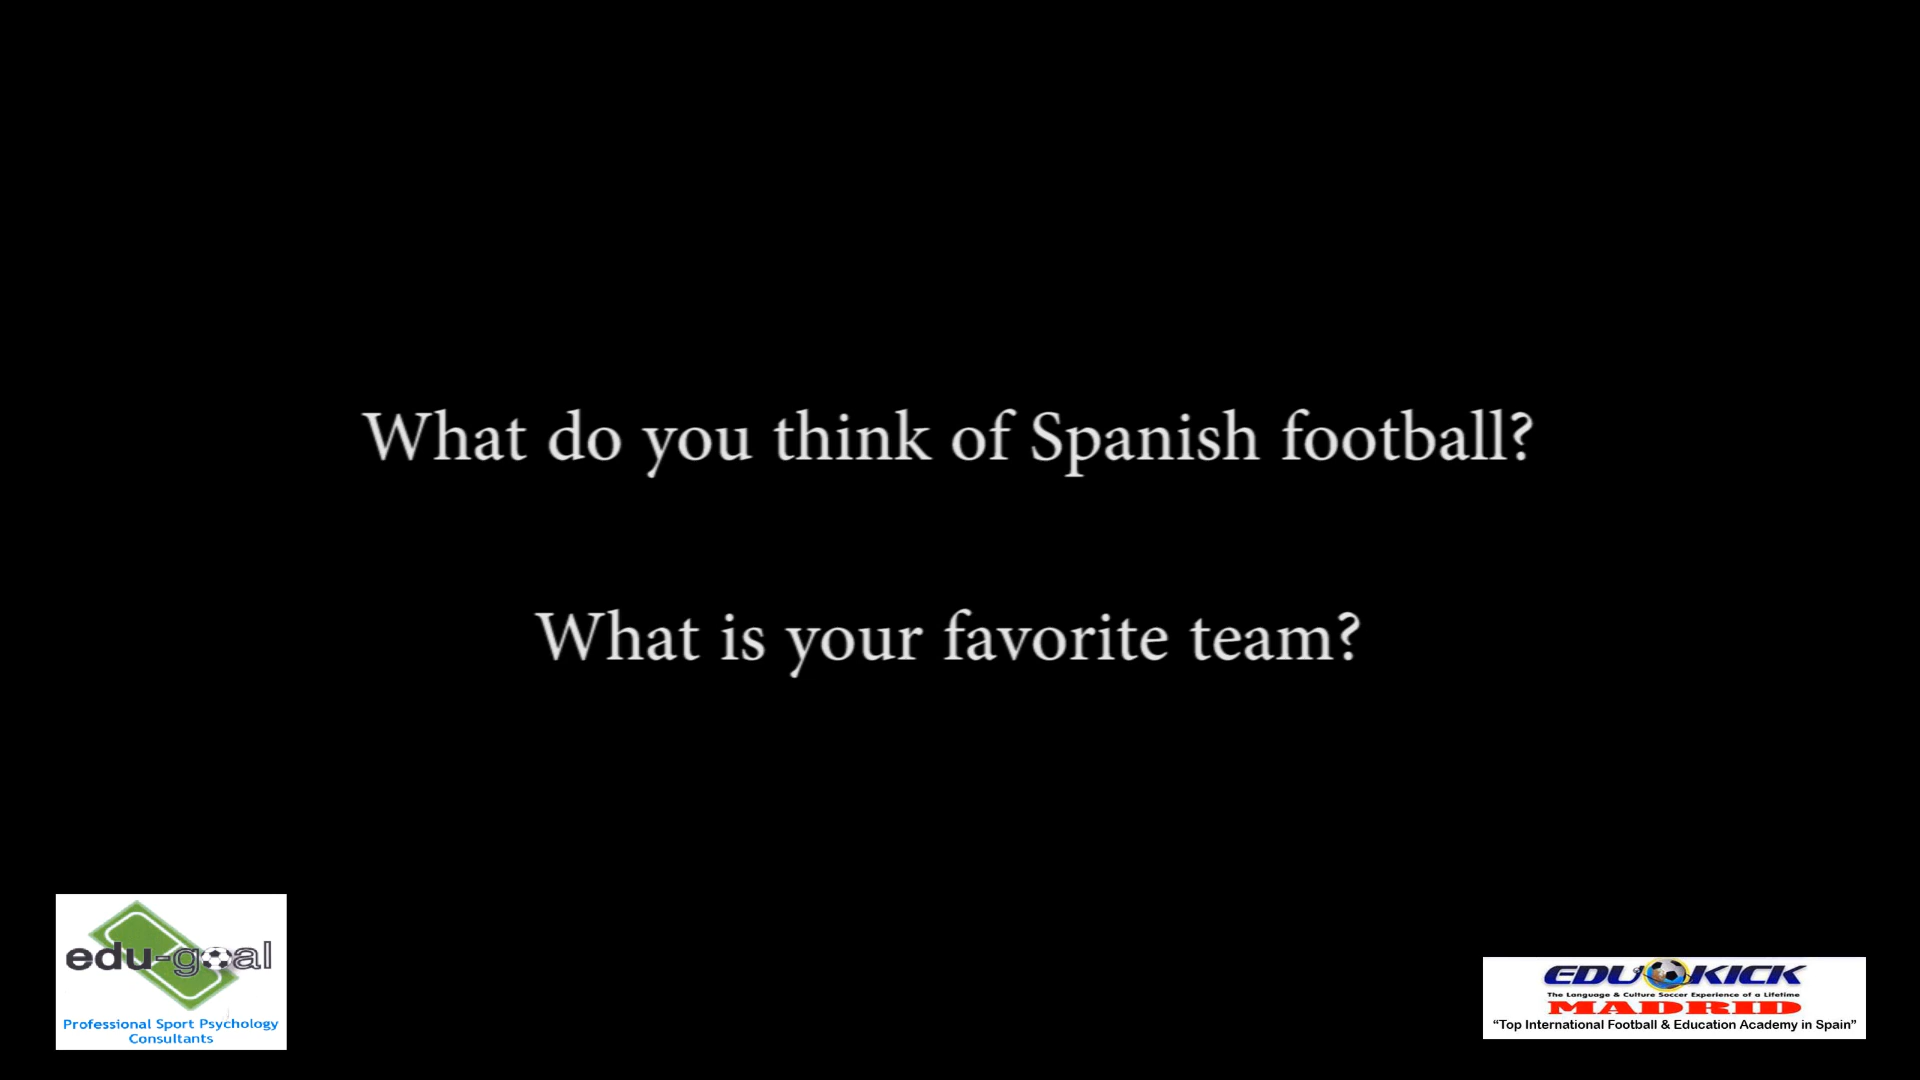 What do you think of Spanish football?
What is your favorite team?
edu-goal
Professional Sport Psychology
Consultants
EDUKICK
The Language & Culture Soccer Experience of a Lifetime
MADRID
“Top International Football & Education Academy in Spain”